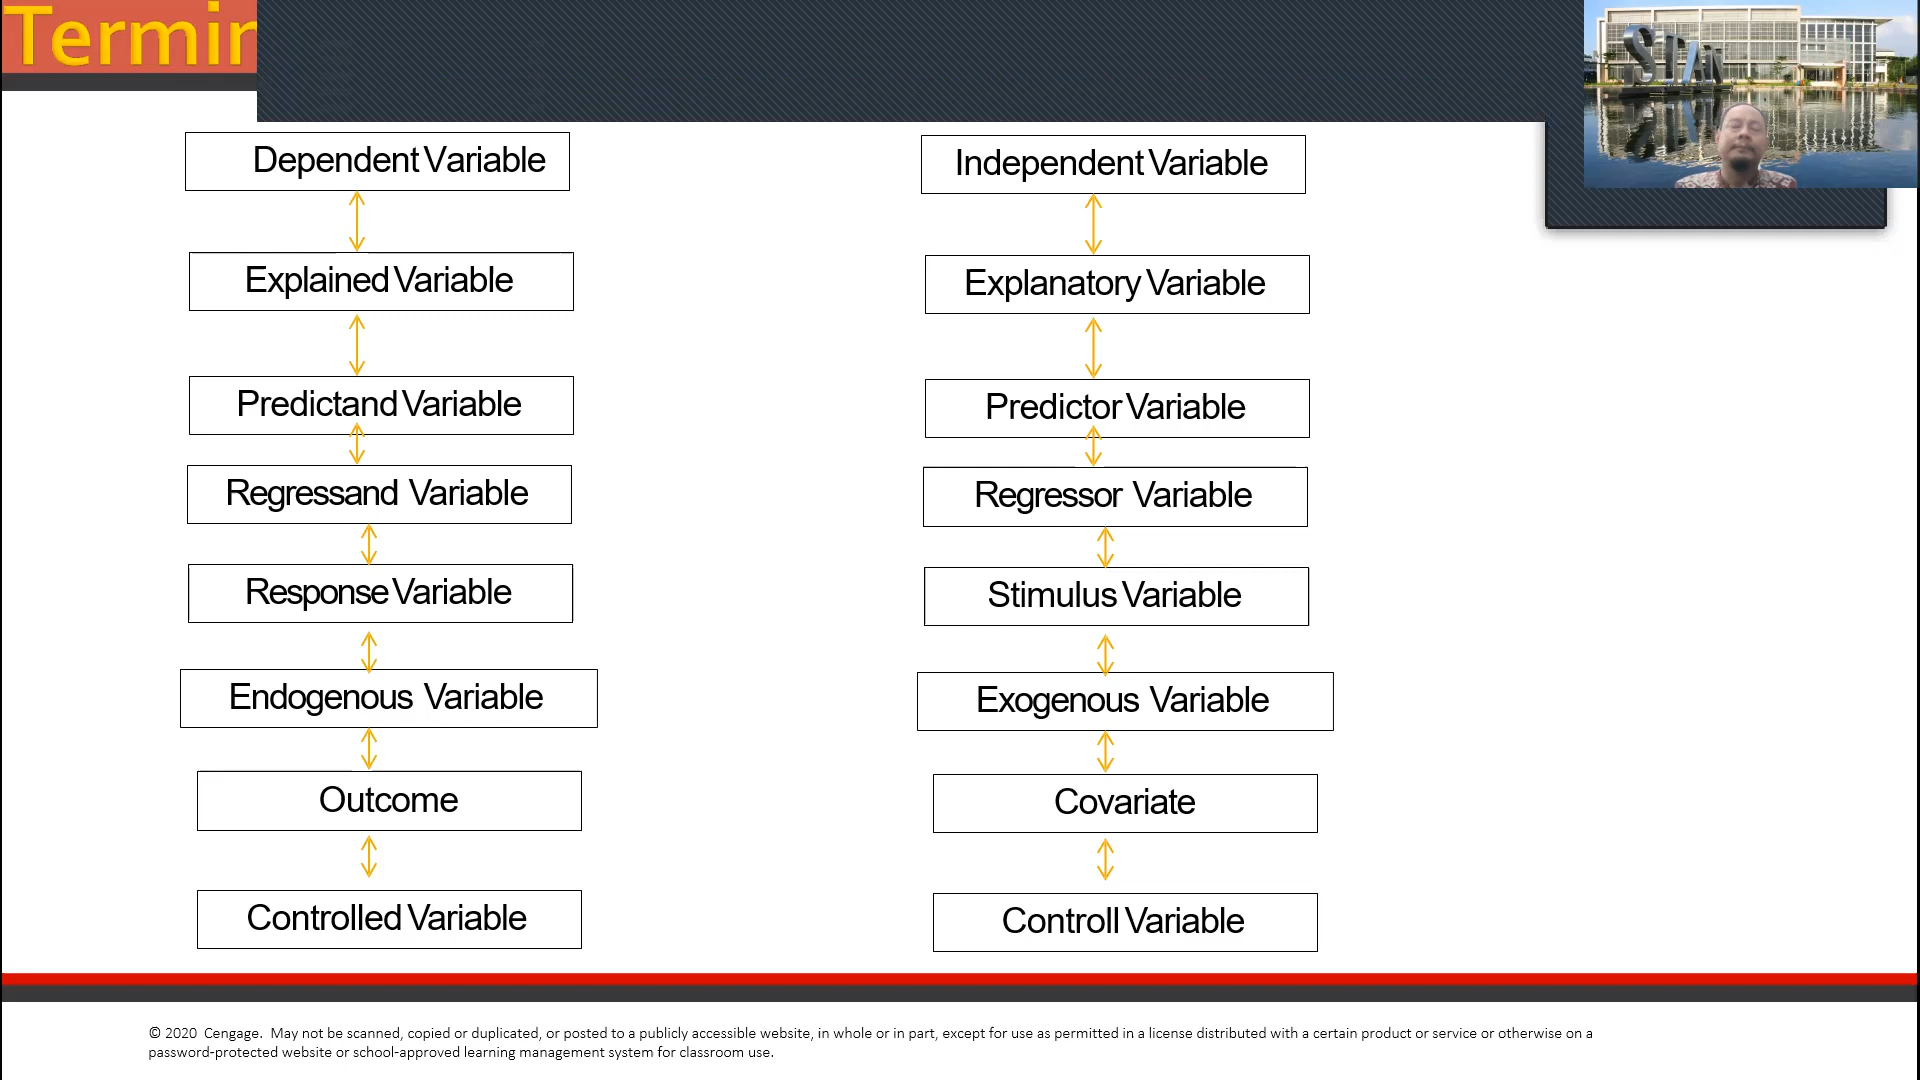 Termin
STAN
Dependent Variable
Independent Variable
Explained Variable
Explanatory Variable
Predictand Variable
Predictor Variable
Regressand Variable
Regressor Variable
Response Variable
Stimulus Variable
Endogenous Variable
Exogenous Variable
Outcome
Covariate
Controlled Variable
Controll Variable
© 2020 Cengage. May not be scanned, copied or duplicated, or posted to a publicly accessible website, in whole or in part, except for use as permitted in a license distributed with a certain product or service or otherwise on a
password-protected website or school-approved learning management system for classroom use.